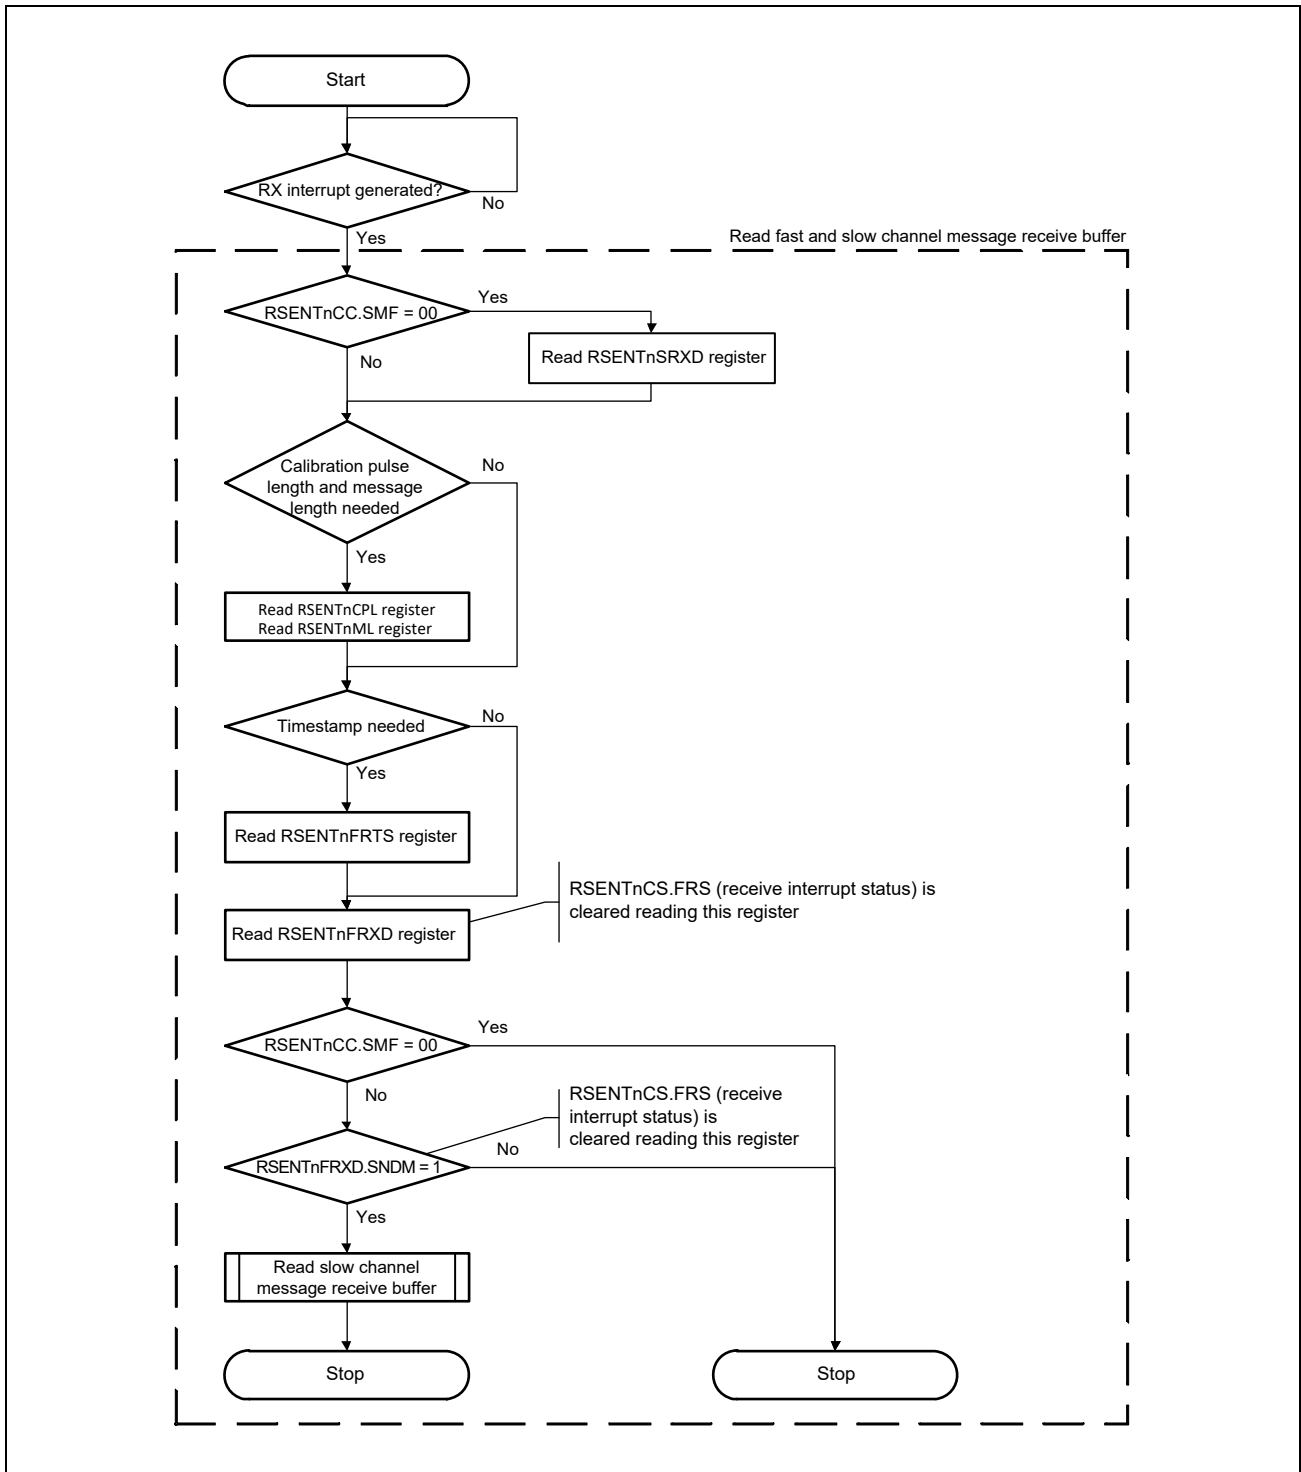 Start
RX interrupt generated?
No
Yes
Read fast and slow channel message receive buffer
RSENTnCC.SMF = 00
Yes
Read RSENTnSRXD register
No
Calibration pulse
length and message
length needed
No
Yes
Read RSENTnCPL register
Read RSENTnML register
Timestamp needed
No
Yes
Read RSENTnFRTS register
RSENTnCS.FRS (receive interrupt status) is
cleared reading this register
Read RSENTnFRXD register
RSENTnCC.SMF = 00
Yes
No
RSENTnCS.FRS (receive
interrupt status) is
cleared reading this register
RSENTnFRXD.SNDM = 1
No
Yes
Read slow channel
message receive buffer
Stop
Stop